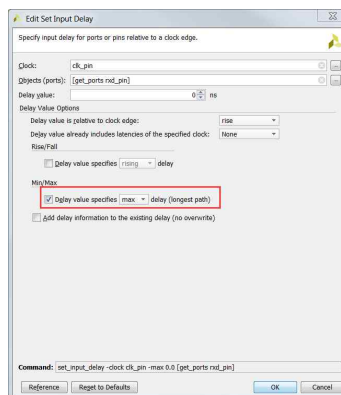 Edit Set Input Delay
Specify input delay for ports or pins relative to a clock edge.
Clock: clk_pin
Objects (ports): [get_ports rxd_pin]
Delay value: 0 ns
Delay Value Options
Delay value is relative to clock edge: rise
Delay value already includes latencies of the specified clock: None
Rise/Fall
Delay value specifies rising delay
Min/Max
Delay value specifies max delay (longest path)
Add delay information to the existing delay (no overwrite)
Command: set_input_delay -clock clk_pin -max 0.0 [get_ports rxd_pin]
Reference Reset to Defaults OK Cancel